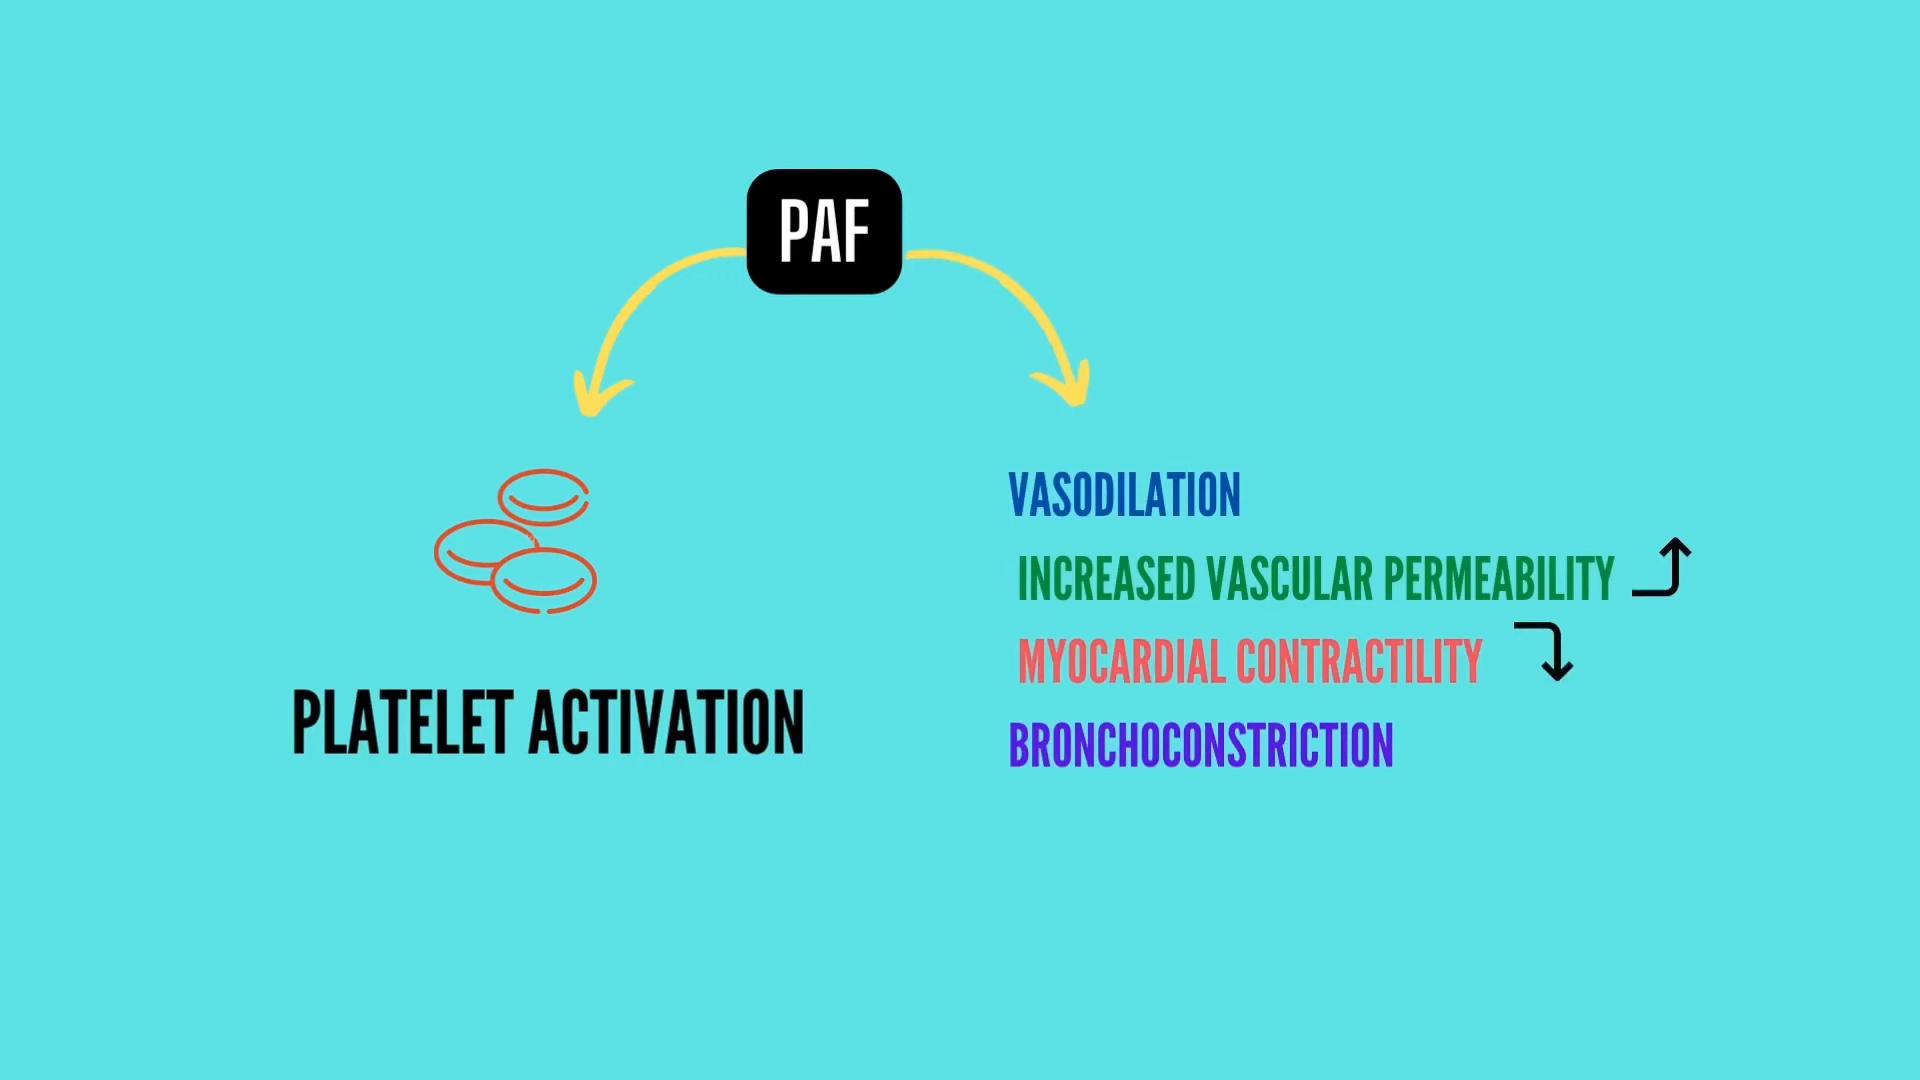 PAF
PLATELET ACTIVATION
VASODILATION
INCREASED VASCULAR PERMEABILITY
MYOCARDIAL CONTRACTILITY
BRONCHOCONSTRICTION